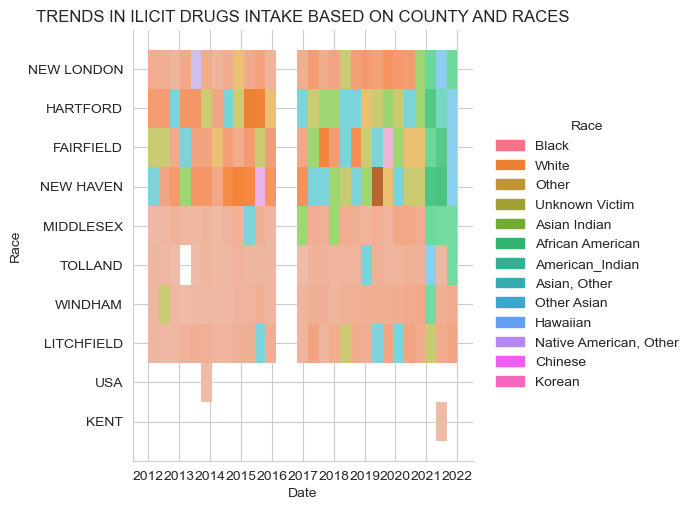 TRENDS IN ILICIT DRUGS INTAKE BASED ON COUNTY AND RACES
NEW LONDON
HARTFORD
FAIRFIELD
NEW HAVEN
MIDDLESEX
TOLLAND
WINDHAM
LITCHFIELD
USA
KENT
Race
2012 2013 2014 2015 2016 2017 2018 2019 2020 2021 2022
Date
Race
Black
White
Other
Unknown Victim
Asian Indian
African American
American_Indian
Asian, Other
Other Asian
Hawaiian
Native American, Other
Chinese
Korean